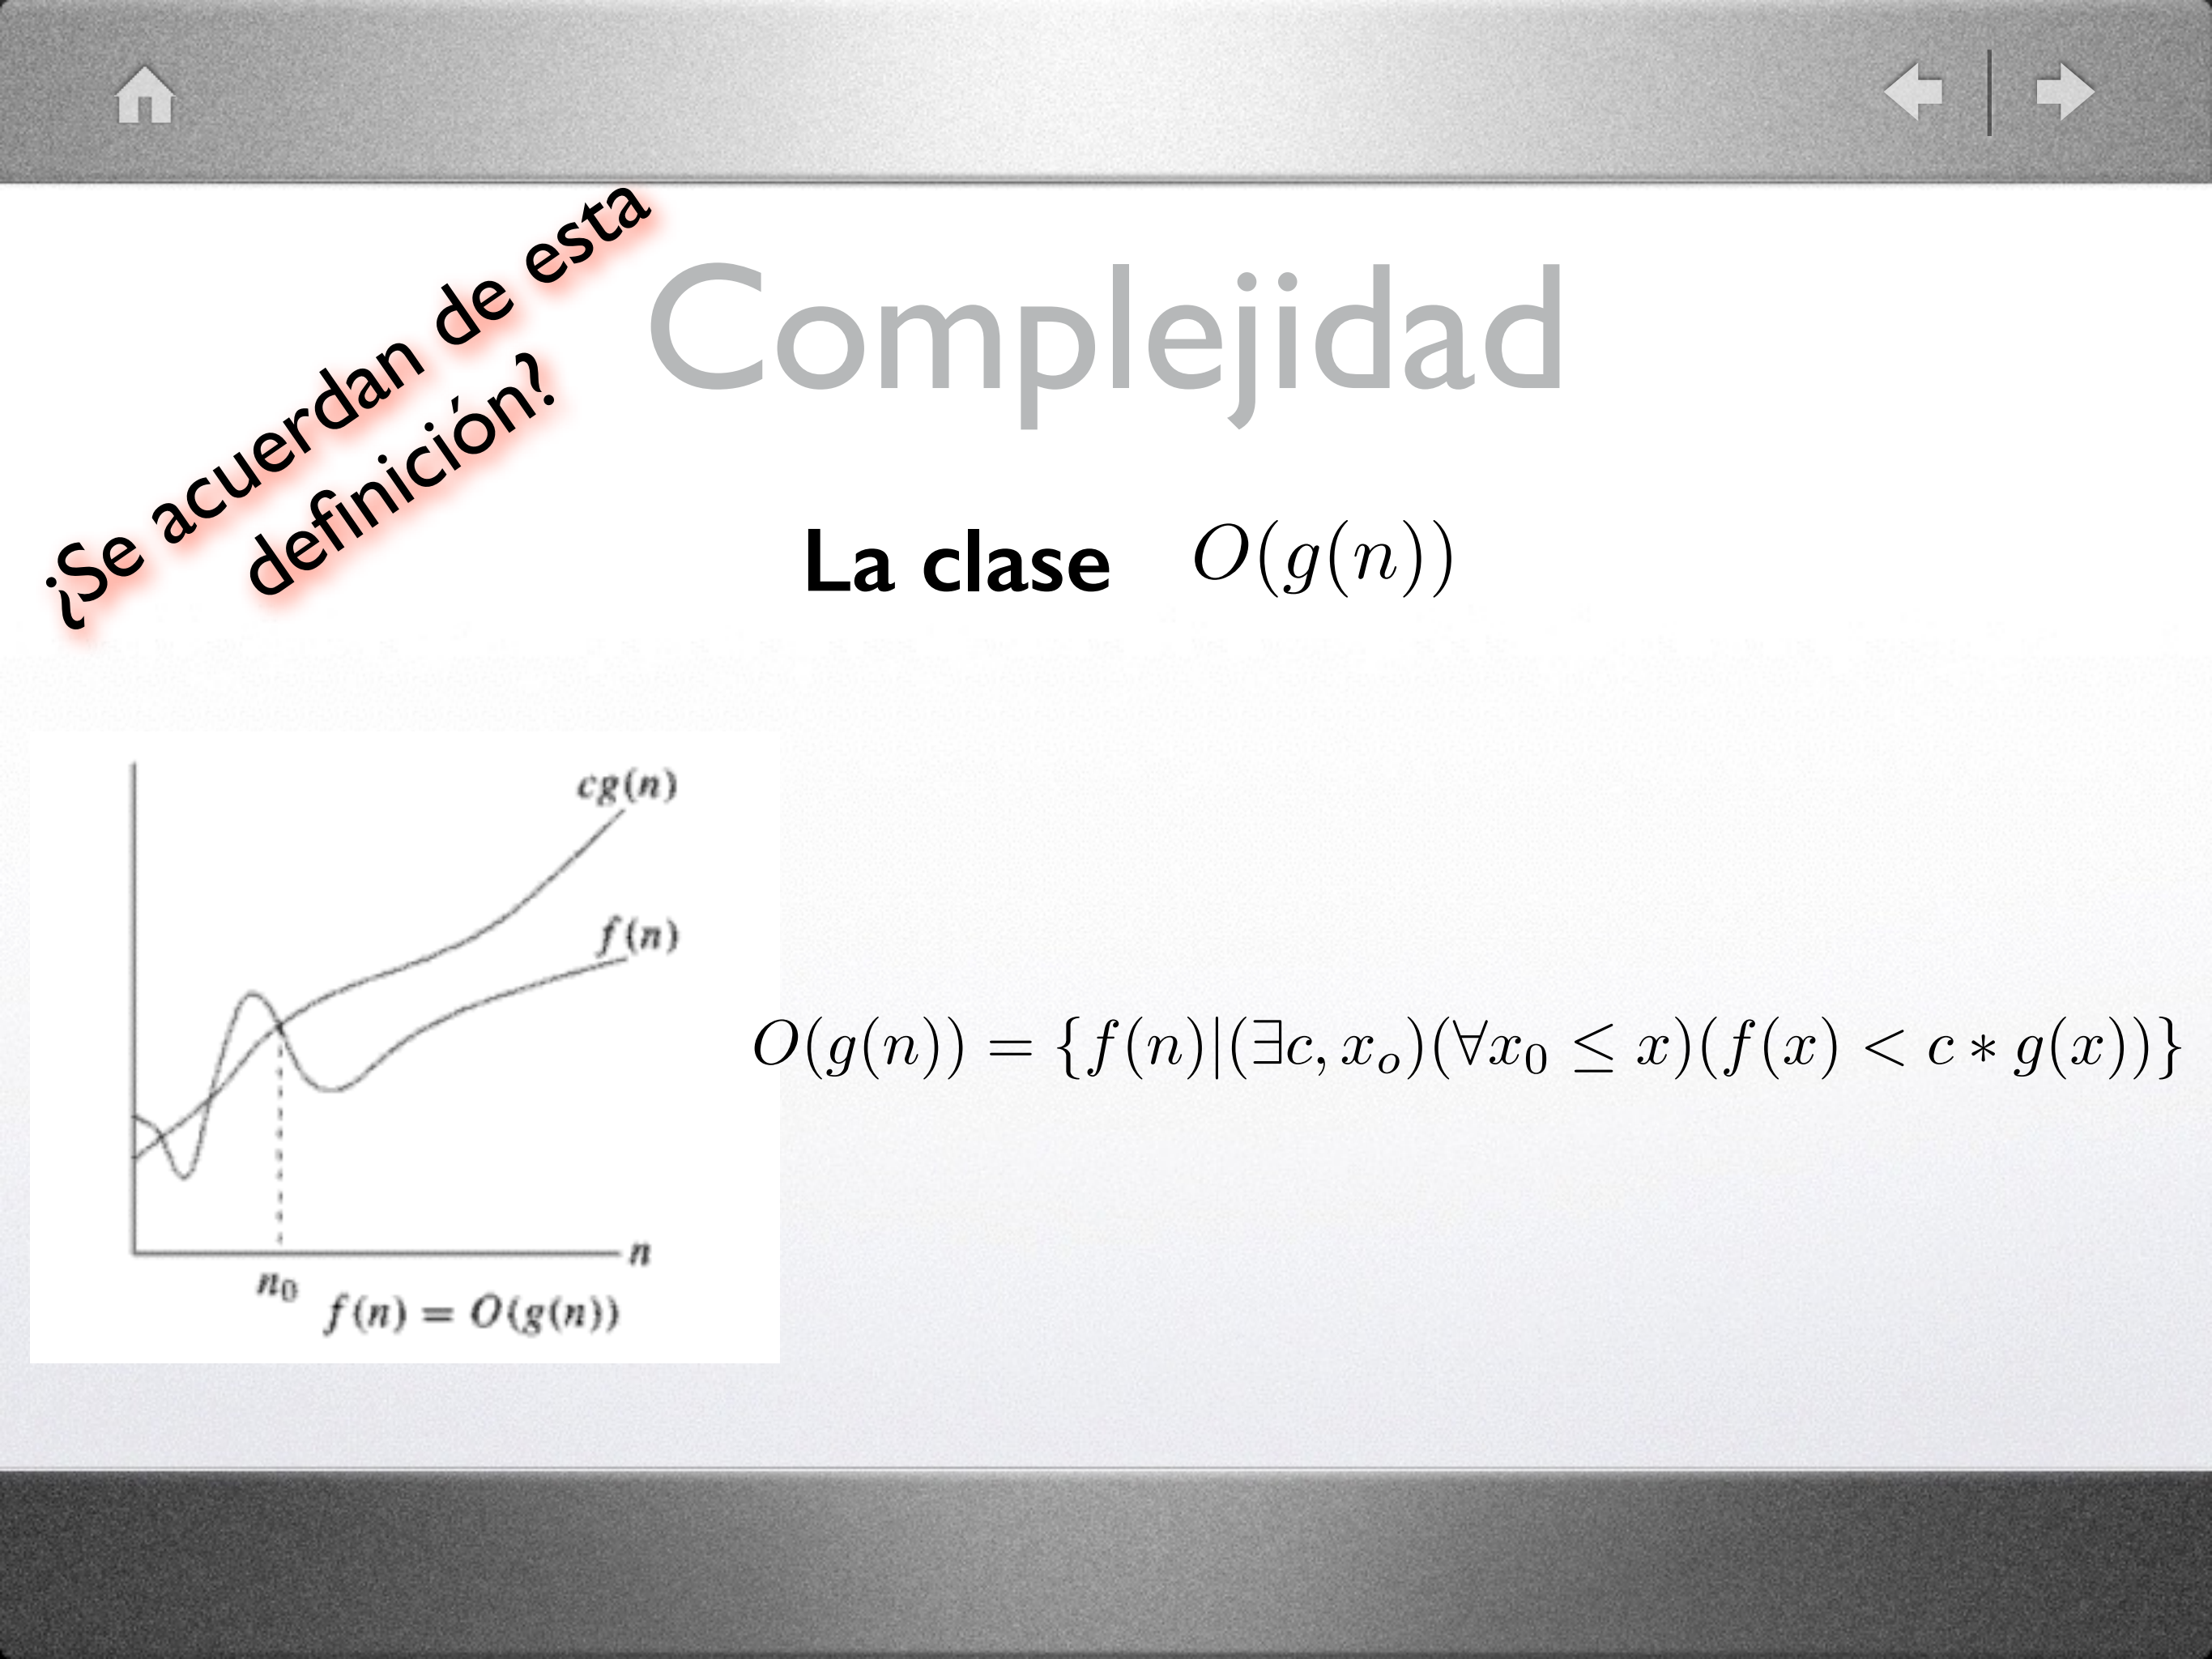 ¿Se acuerdan de esta
definición?
Complejidad
La clase O(g(n))
cg(n)
f(n)
O(g(n)) = {f(n)|(∃c, xₒ)(∀x₀ ≤ x)(f(x) < c ∗ g(x))}
n
n₀
f(n) = O(g(n))